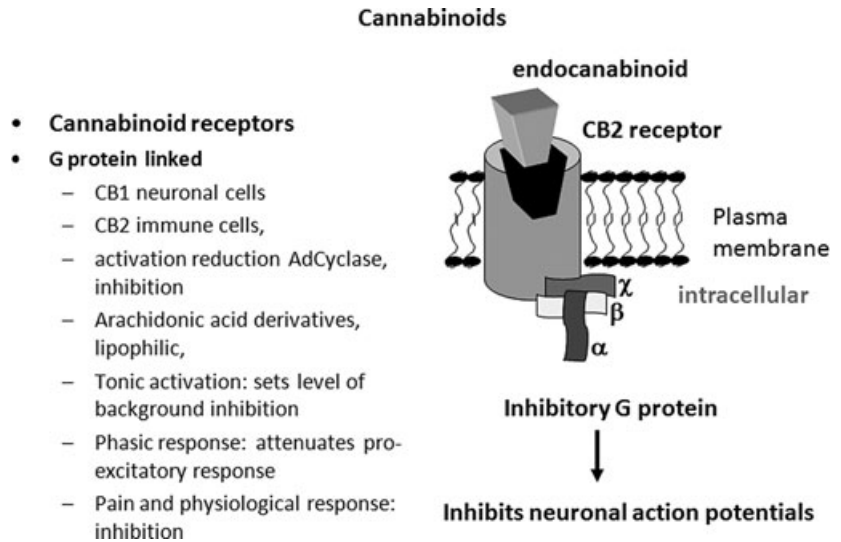 Cannabinoids
• Cannabinoid receptors
• G protein linked
– CB1 neuronal cells
– CB2 immune cells,
– activation reduction AdCyclase,
inhibition
– Arachidonic acid derivatives,
lipophilic,
– Tonic activation: sets level of
background inhibition
– Phasic response: attenuates pro-
excitatory response
– Pain and physiological response:
inhibition
endocanabinoid
CB2 receptor
Plasma
membrane
intracellular
χ
β
α
Inhibitory G protein
Inhibits neuronal action potentials